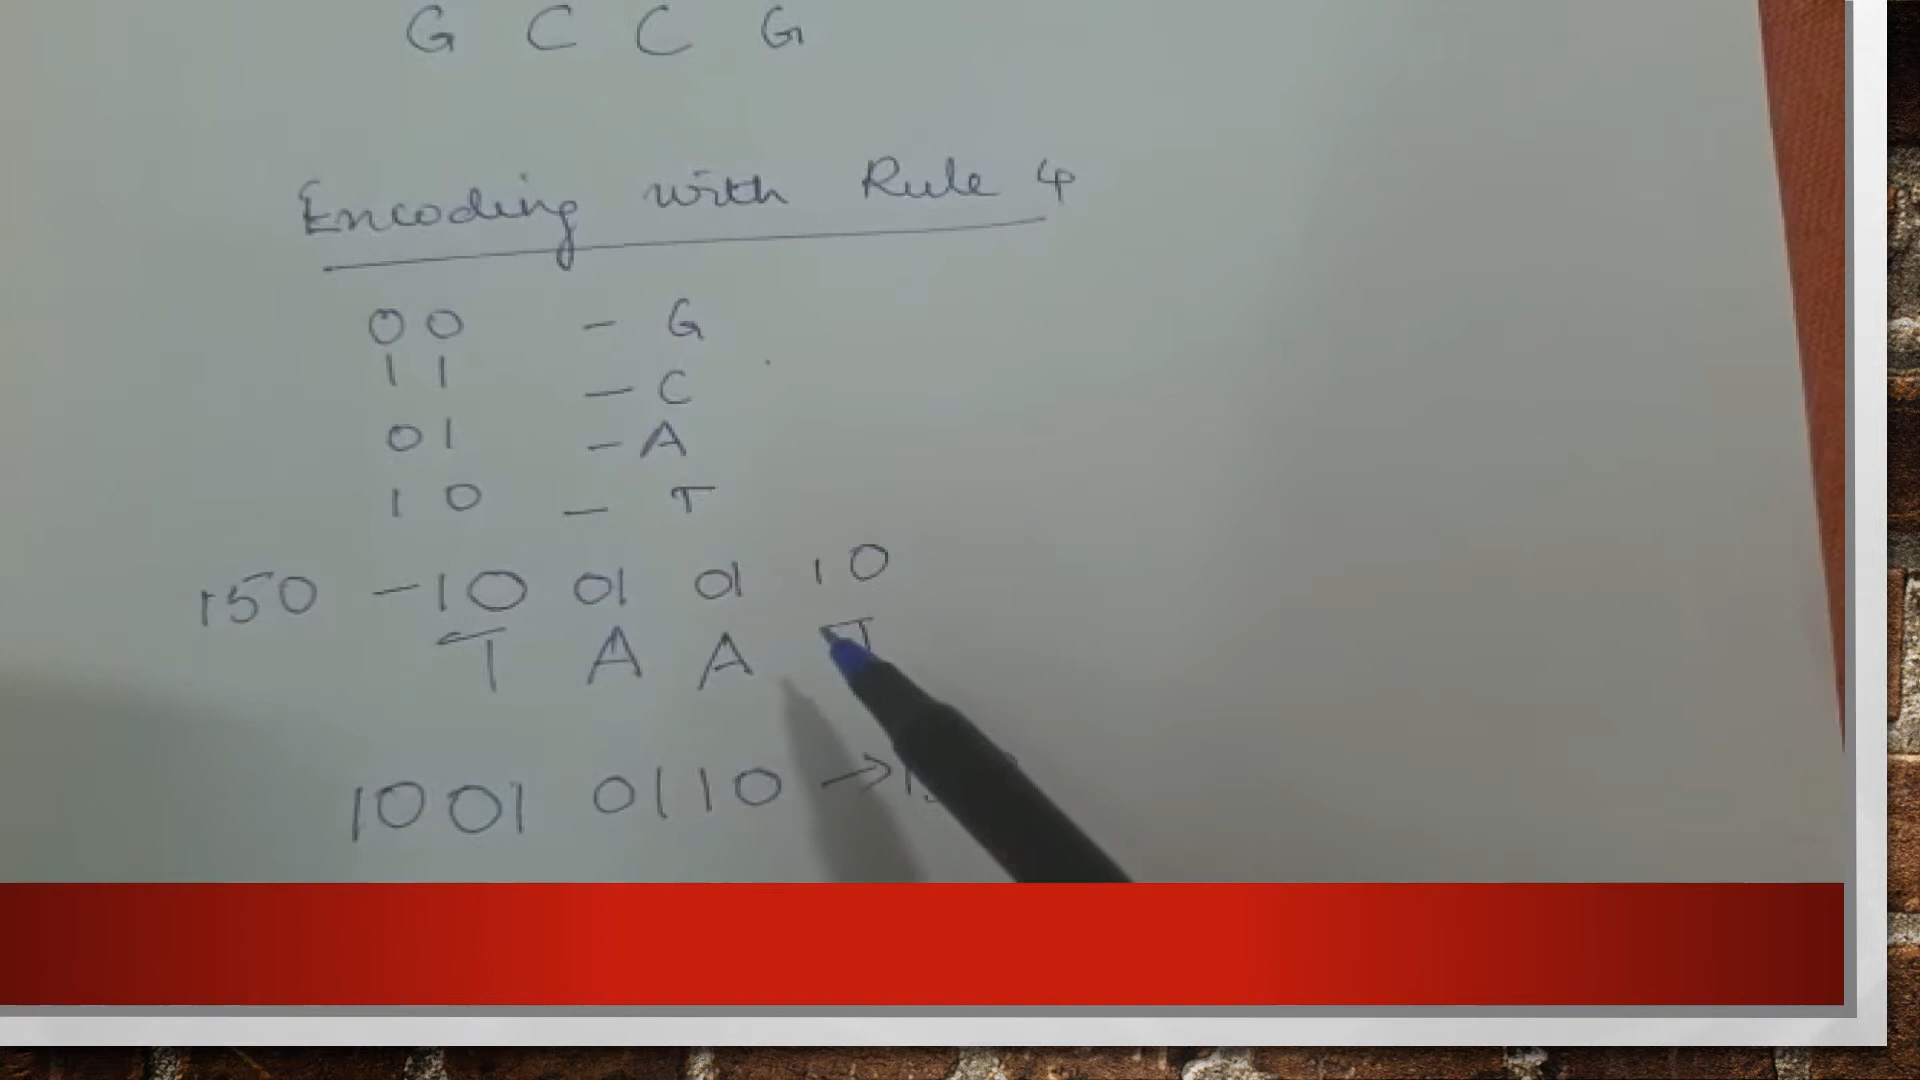 G C C G
Encoding with Rule 4
00 - G
11 - C
01 - A
10 - T
150 - 10 01 01 10
T A A T
1001 0110 →